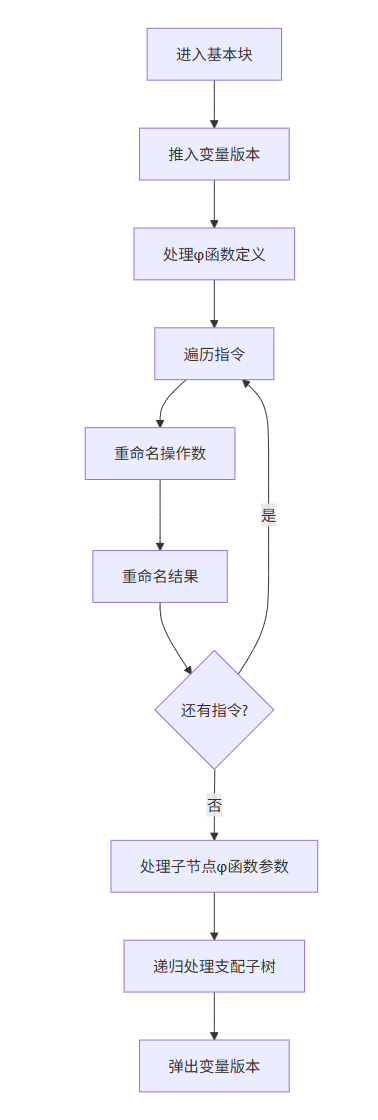 进入基本块
推入变量版本
处理φ函数定义
遍历指令
重命名操作数
是
重命名结果
还有指令?
否
处理子节点φ函数参数
递归处理支配子树
弹出变量版本